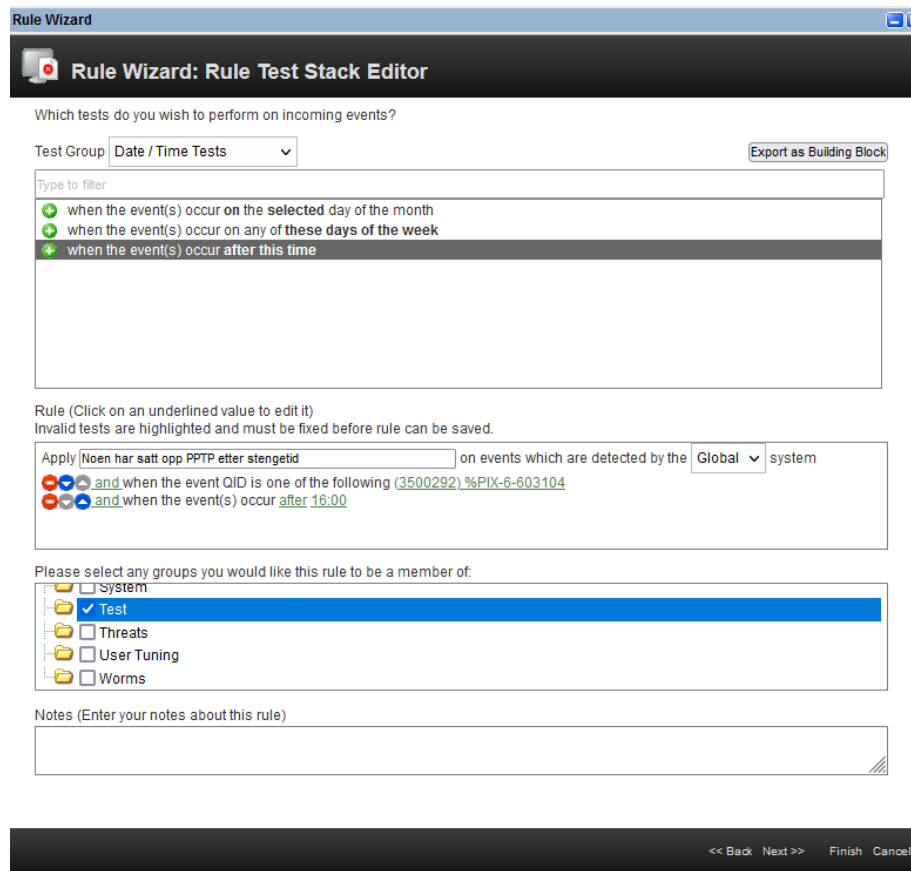 Rule Wizard
Rule Wizard: Rule Test Stack Editor
Which tests do you wish to perform on incoming events?
Test Group Date / Time Tests Export as Building Block
Type to filter
when the event(s) occur on the selected day of the month
when the event(s) occur on any of these days of the week
when the event(s) occur after this time
Rule (Click on an underlined value to edit it)
Invalid tests are highlighted and must be fixed before rule can be saved.
Apply Noen har satt opp PPTP etter stengetid on events which are detected by the Global system
and when the event QID is one of the following (3500292) %PIX-6-603104
and when the event(s) occur after 16:00
Please select any groups you would like this rule to be a member of:
System
Test
Threats
User Tuning
Worms
Notes (Enter your notes about this rule)
<< Back Next >> Finish Cancel